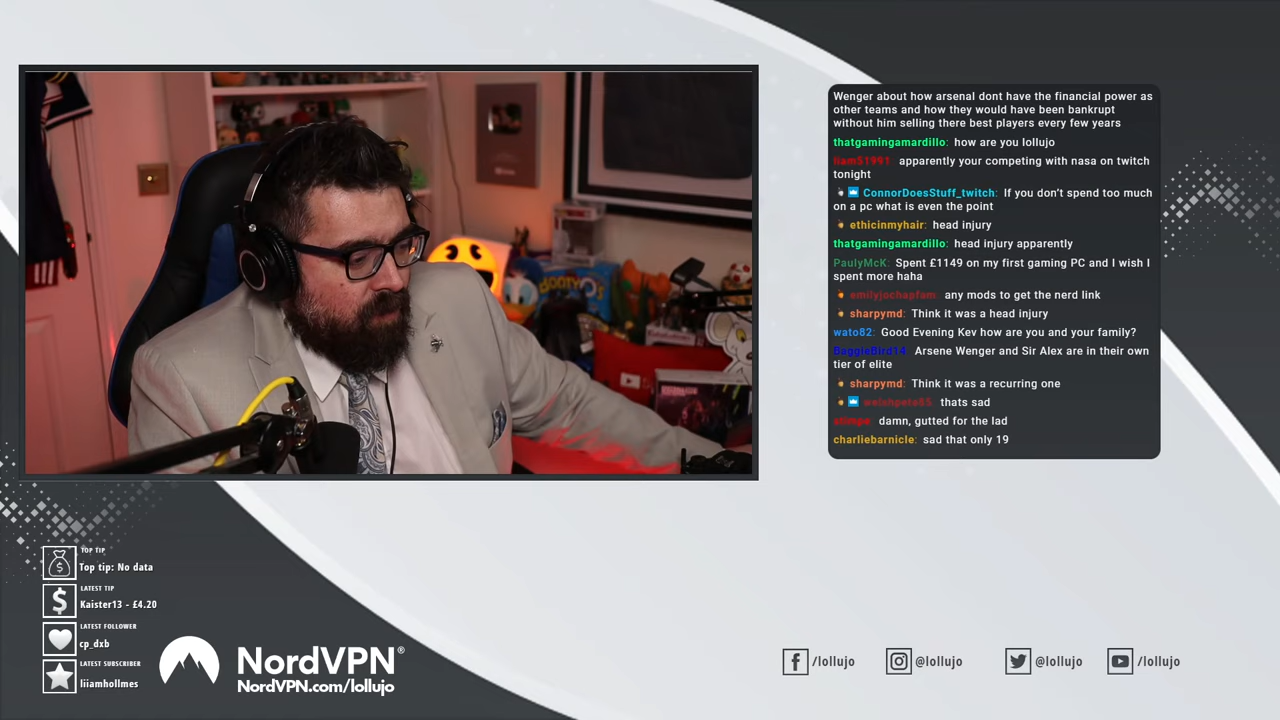 Wenger about how arsenal dont have the financial power as
other teams and how they would have been bankrupt
without him selling there best players every few years
thatgamingamardillo: how are you lollujo
liam51991 apparently your competing with nasa on twitch
tonight
ConnorDoesStuff_twitch: If you don't spend too much
on a pc what is even the point
ethicinmyhair: head injury
thatgamingamardillo: head injury apparently
PaulyMcK: Spent £1149 on my first gaming PC and I wish I
spent more haha
emilyjochapfam: any mods to get the nerd link
sharpymd: Think it was a head injury
wato82: Good Evening Kev how are you and your family?
BaggieBird14 Arsene Wenger and Sir Alex are in their own
tier of elite
sharpymd: Think it was a recurring one
welshpete85 thats sad
damn, gutted for the lad
charliebarnicle: sad that only 19
BOOTYO'S
TOP TIP
Top tip: No data
LATEST TIP
Kaister13 - £4.20
LATEST FOLLOWER
cp_dxb
LATEST SUBSCRIBER
liiamhollmes
NordVPN®
NordVPN.com/lollujo
/lollujo
@lollujo
@lollujo
/lollujo